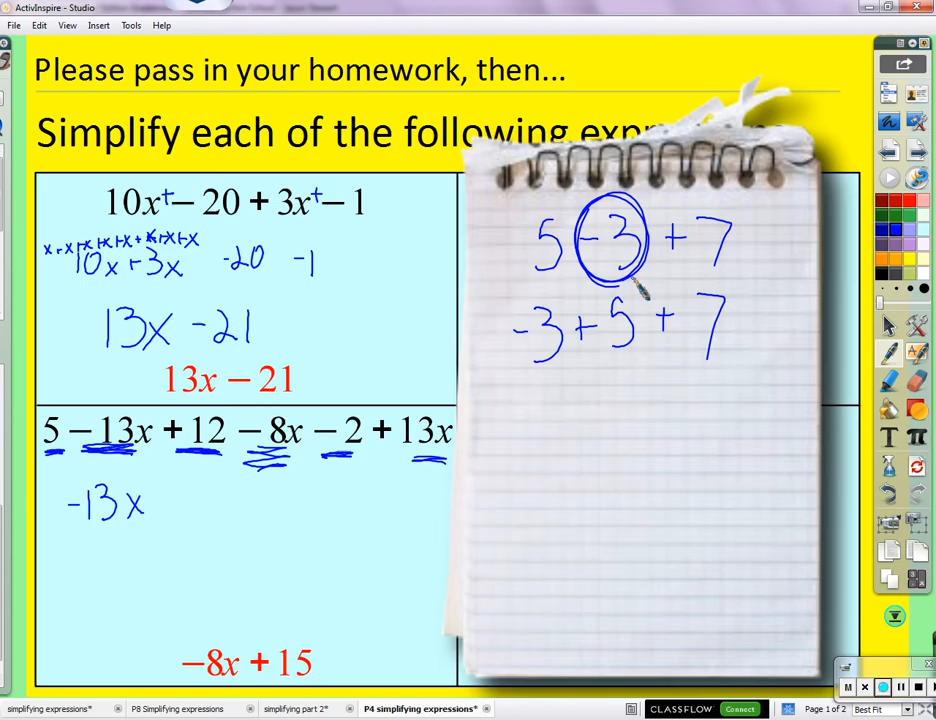 ActivInspire - Studio
File Edit View Insert Tools Help
Please pass in your homework, then...
Simplify each of the following
10x + − 20 + 3x + − 1
x+x+x+x+x+x+x+x
10x + 3x -20 -1
13x -21
13x − 21
5 − 13x + 12 − 8x − 2 + 13x
-13x
−8x + 15
5 -3 + 7
-3 + 5 + 7
simplifying expressions* P8 Simplifying expressions simplifying part 2* P4 simplifying expressions* CLASSFLOW Connect Page 1 of 2 Best Fit
M